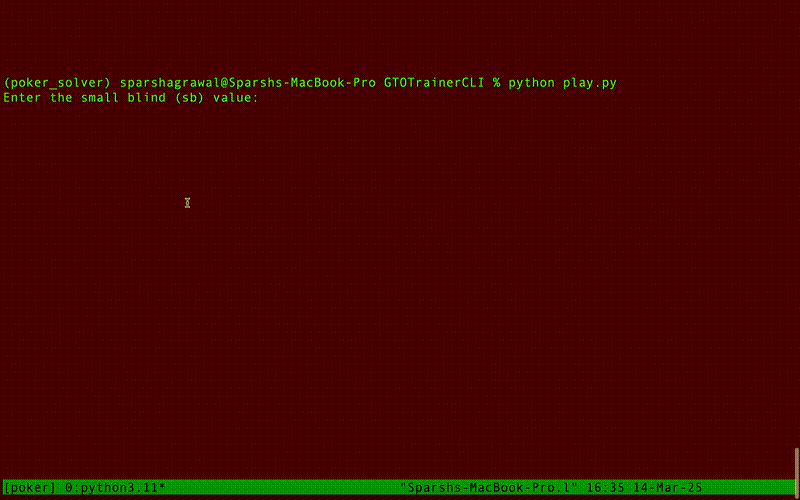 (poker_solver) sparshagrawal@Sparshs-MacBook-Pro GTOTrainerCLI % python play.py
Enter the small blind (sb) value:
[poker] 0:python3.11* "Sparshs-MacBook-Pro.l" 16:35 14-Mar-25